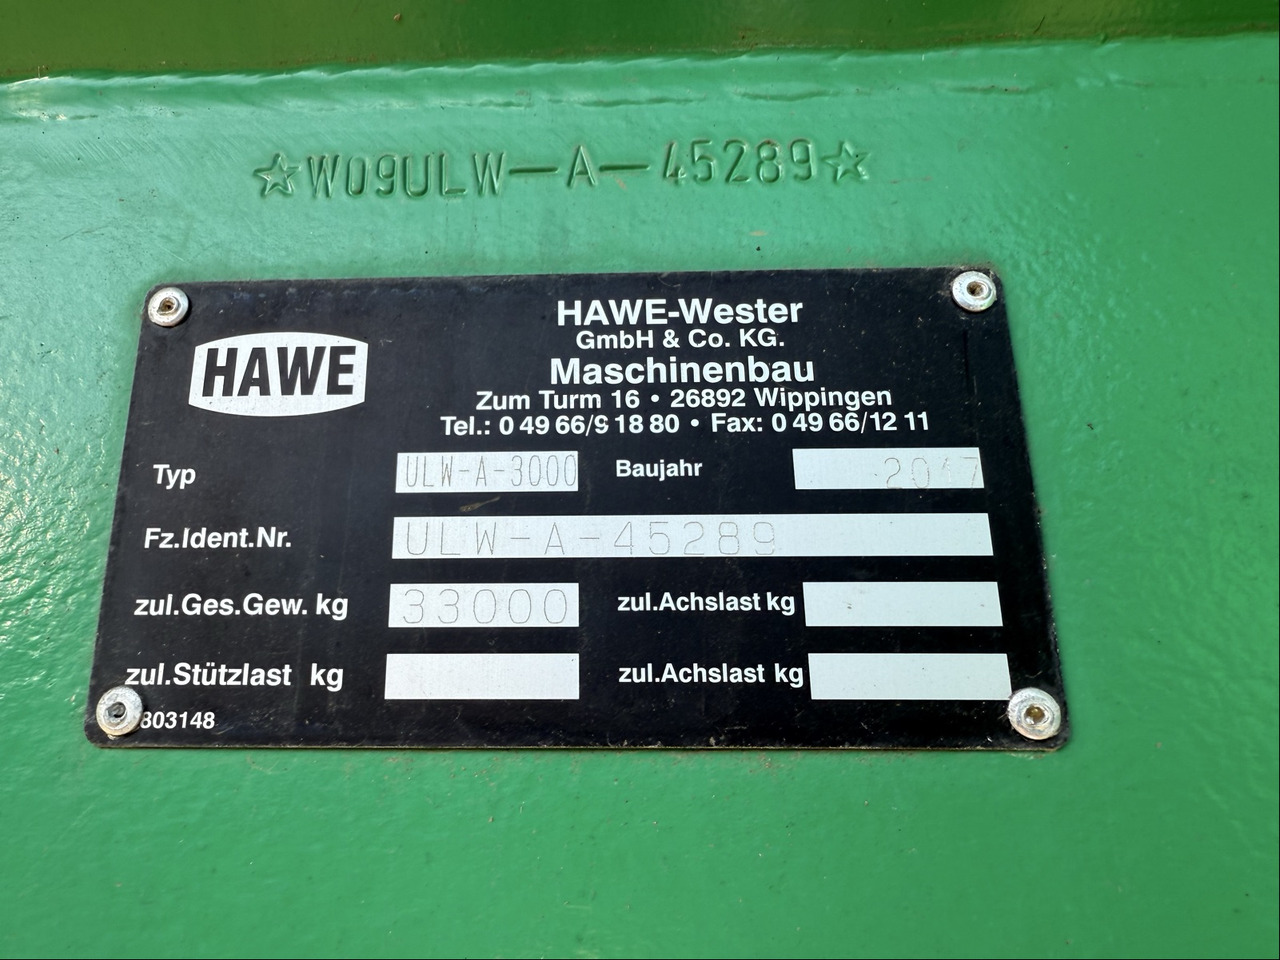 ☆W09ULW-A-45289☆
HAWE
HAWE-Wester
GmbH & Co. KG.
Maschinenbau
Zum Turm 16 • 26892 Wippingen
Tel.: 0 49 66/9 18 80 • Fax: 0 49 66/12 11
Typ ULW-A-3000 Baujahr 2017
Fz.Ident.Nr. ULW-A-45289
zul.Ges.Gew. kg 33000 zul.Achslast kg
zul.Stützlast kg zul.Achslast kg
803148